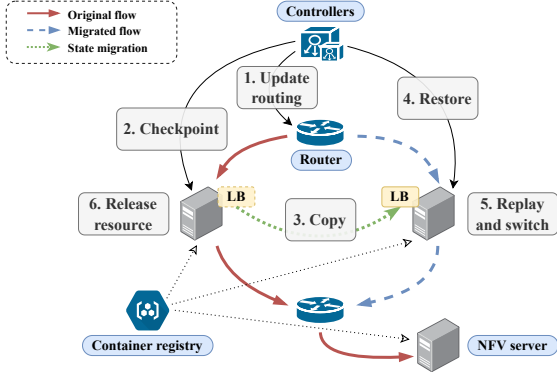 Original flow
Migrated flow
State migration
Controllers
1. Update
routing
2. Checkpoint
4. Restore
Router
6. Release
resource
LB
3. Copy
LB
5. Replay
and switch
Container registry
NFV server